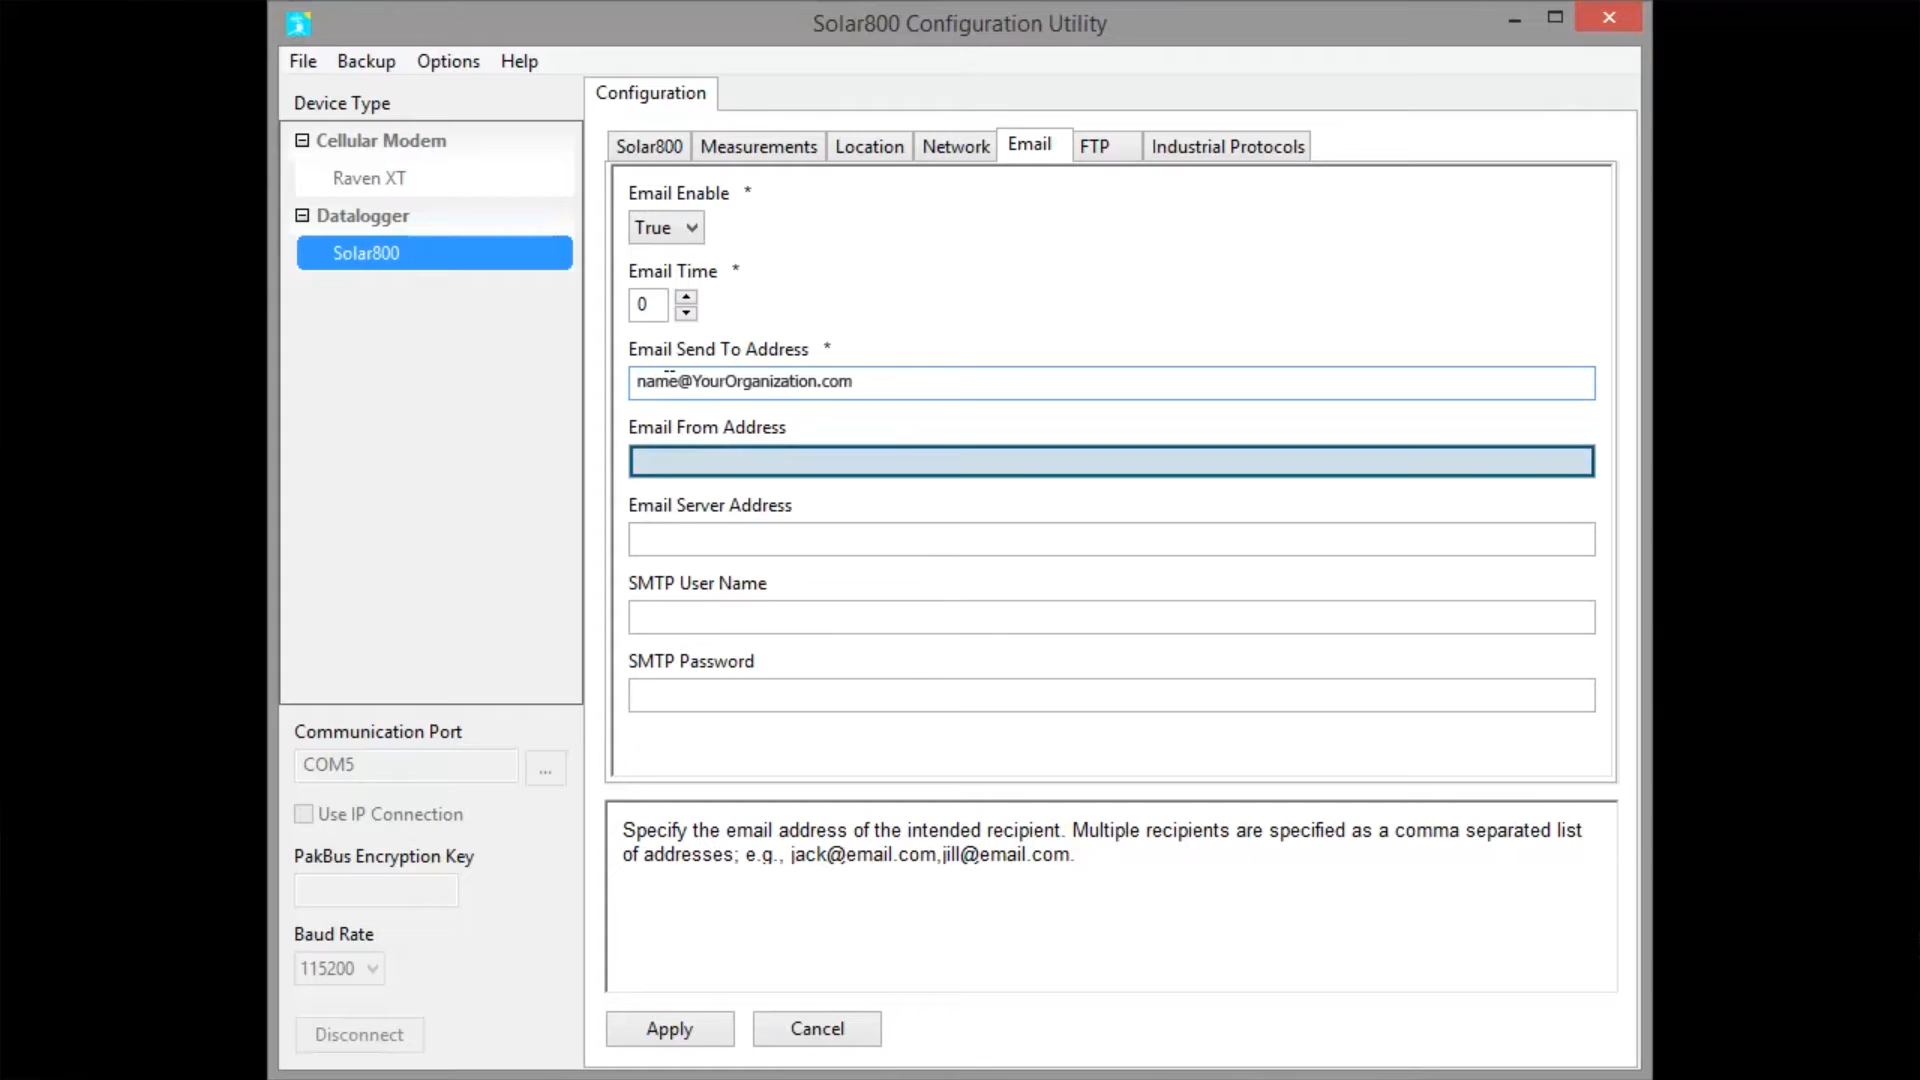 Solar800 Configuration Utility
File Backup Options Help
Device Type
Cellular Modem
Raven XT
Datalogger
Solar800
Communication Port
COM5
...
Use IP Connection
PakBus Encryption Key
Baud Rate
115200
Disconnect
Configuration
Solar800 Measurements Location Network Email FTP Industrial Protocols
Email Enable *
True
Email Time *
0
Email Send To Address *
name@YourOrganization.com
Email From Address
Email Server Address
SMTP User Name
SMTP Password
Specify the email address of the intended recipient. Multiple recipients are specified as a comma separated list
of addresses; e.g., jack@email.com,jill@email.com.
Apply Cancel